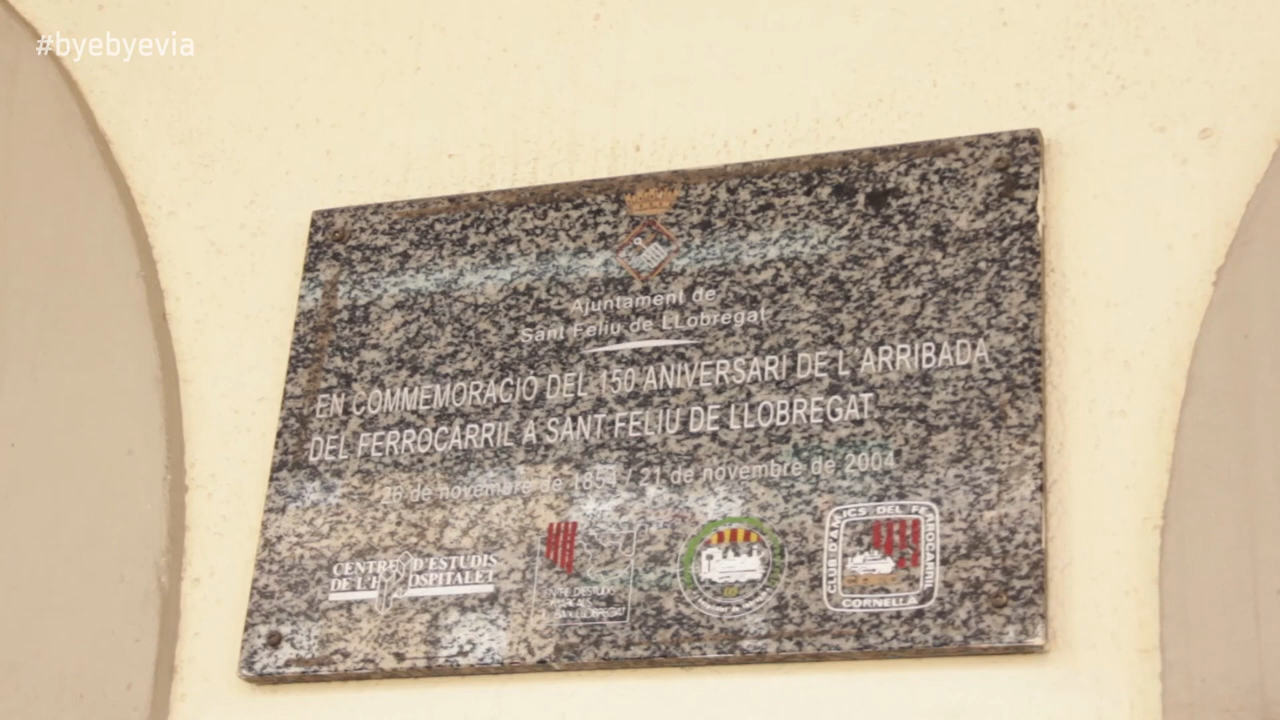 #byebyevia
Ajuntament de
Sant Feliu de LLobregat
EN COMMEMORACIÓ DEL 150 ANIVERSARI DE L'ARRIBADA
DEL FERROCARRIL A SANT FELIU DE LLOBREGAT
26 de novembre de 1854 / 21 de novembre de 2004
CENTRE D'ESTUDIS
DE L'HOSPITALET
CLUB D'AMICS DEL FERROCARRIL
CORNELLÀ